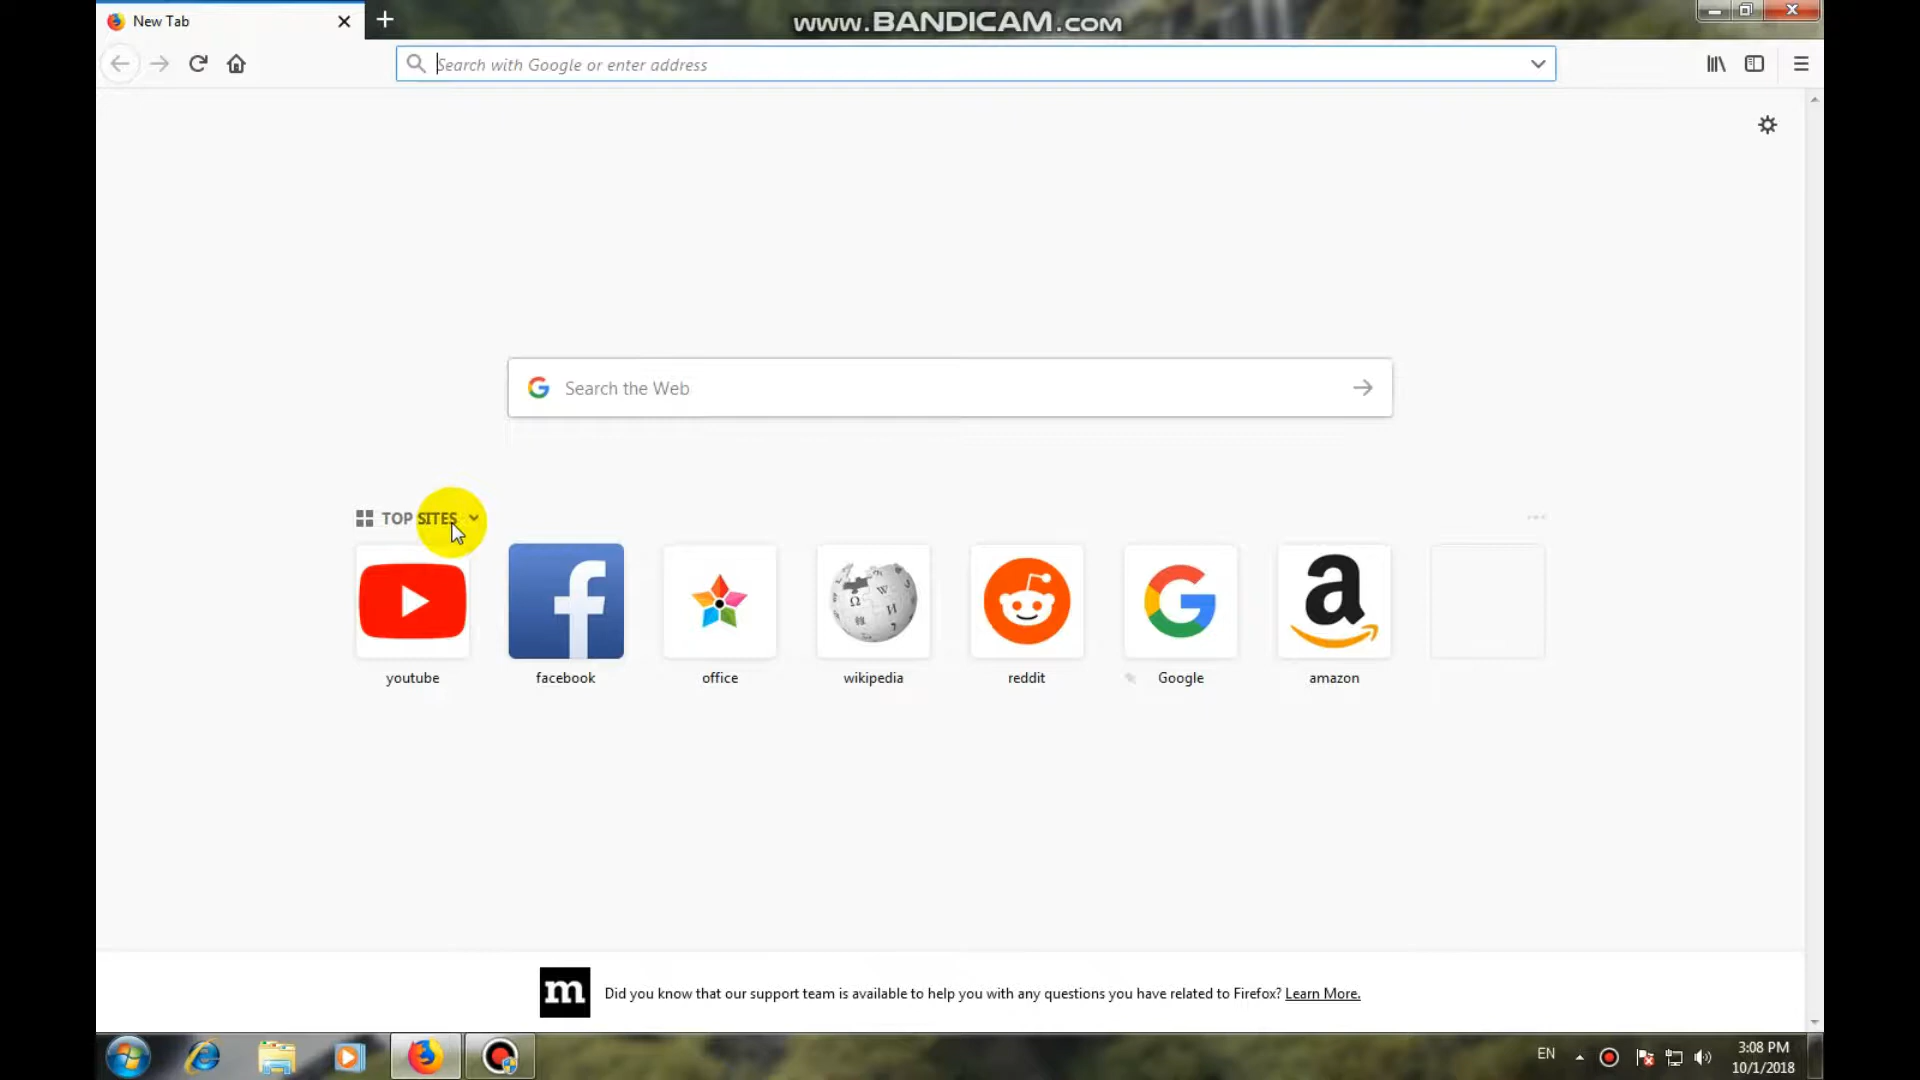 New Tab
www.BANDICAM.com
Search with Google or enter address
Search the Web
TOP SITES
youtube
facebook
office
wikipedia
reddit
Google
amazon
m
Did you know that our support team is available to help you with any questions you have related to Firefox? Learn More.
EN
3:08 PM
10/1/2018